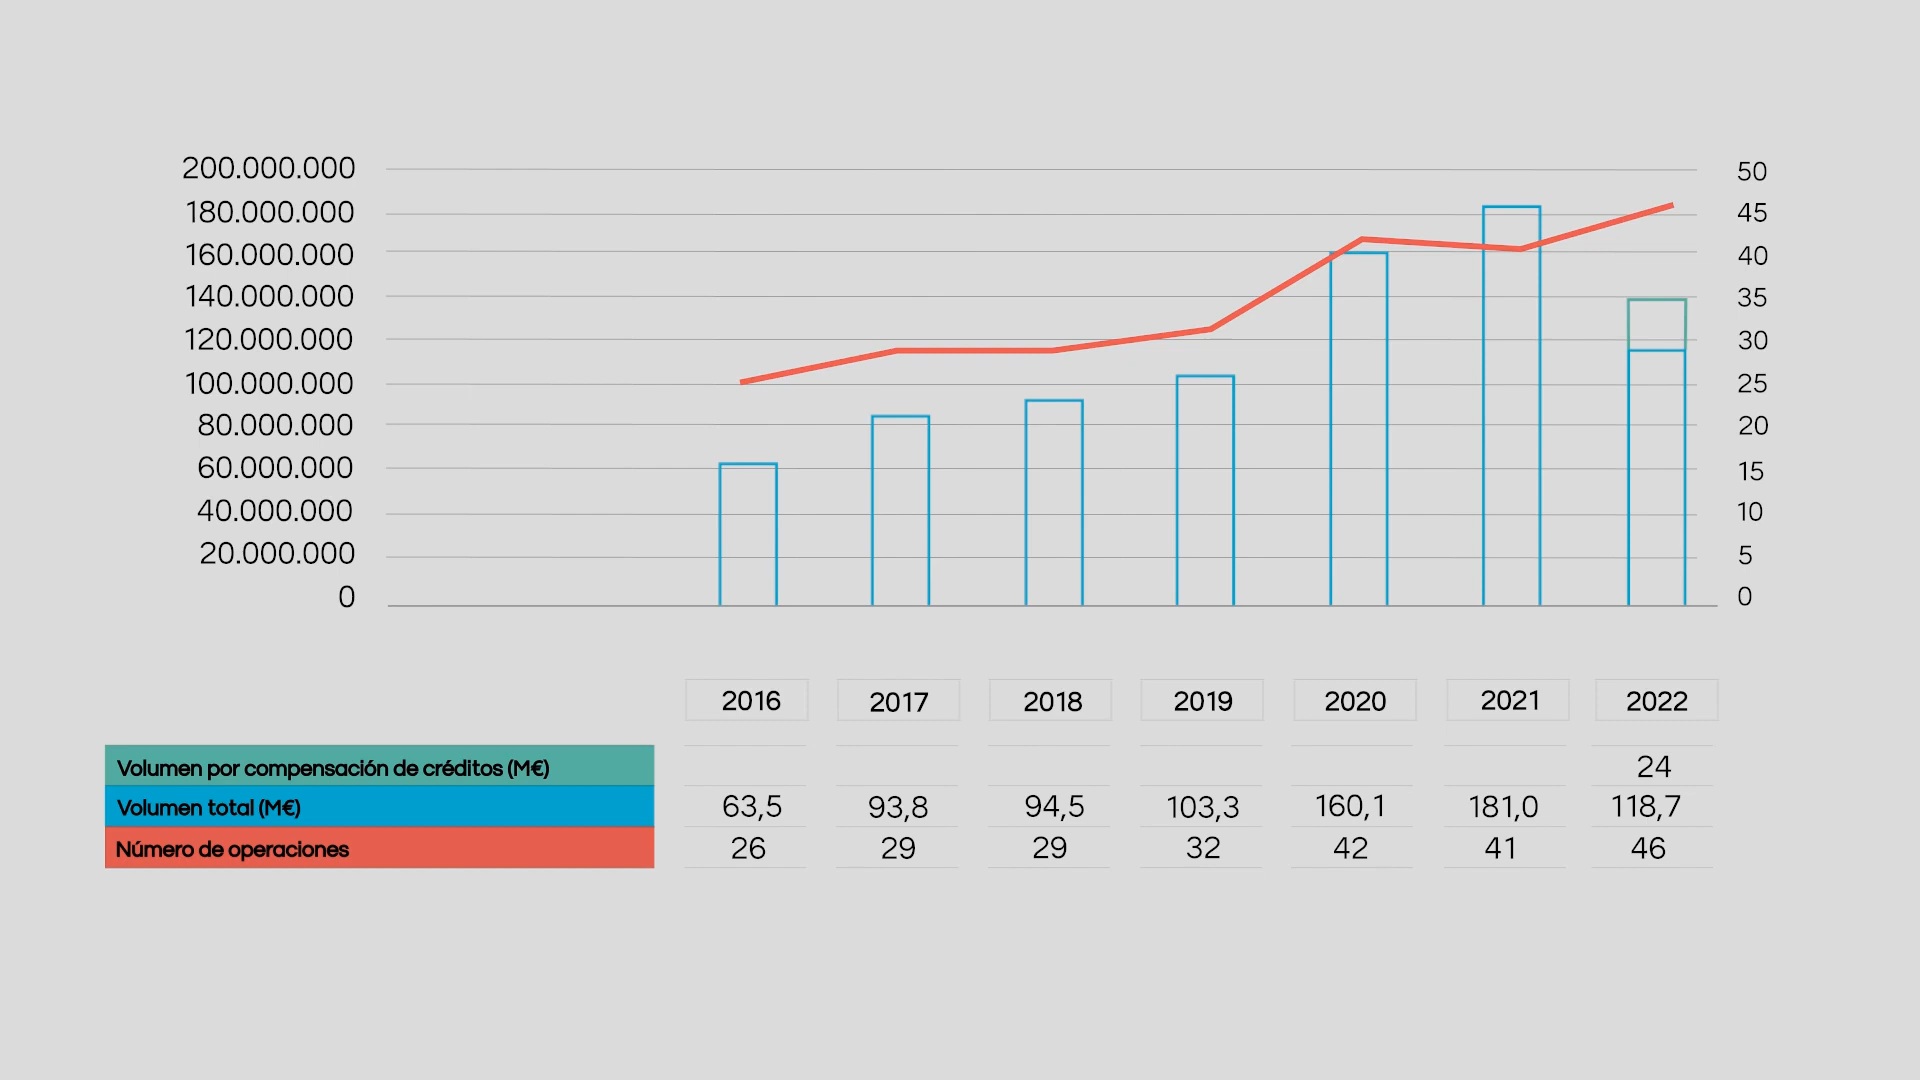 200.000.000 50
180.000.000 45
160.000.000 40
140.000.000 35
120.000.000 30
100.000.000 25
80.000.000 20
60.000.000 15
40.000.000 10
20.000.000 5
0 0
2016 2017 2018 2019 2020 2021 2022
Volumen por compensación de créditos (M€) 24
Volumen total (M€) 63,5 93,8 94,5 103,3 160,1 181,0 118,7
Número de operaciones 26 29 29 32 42 41 46